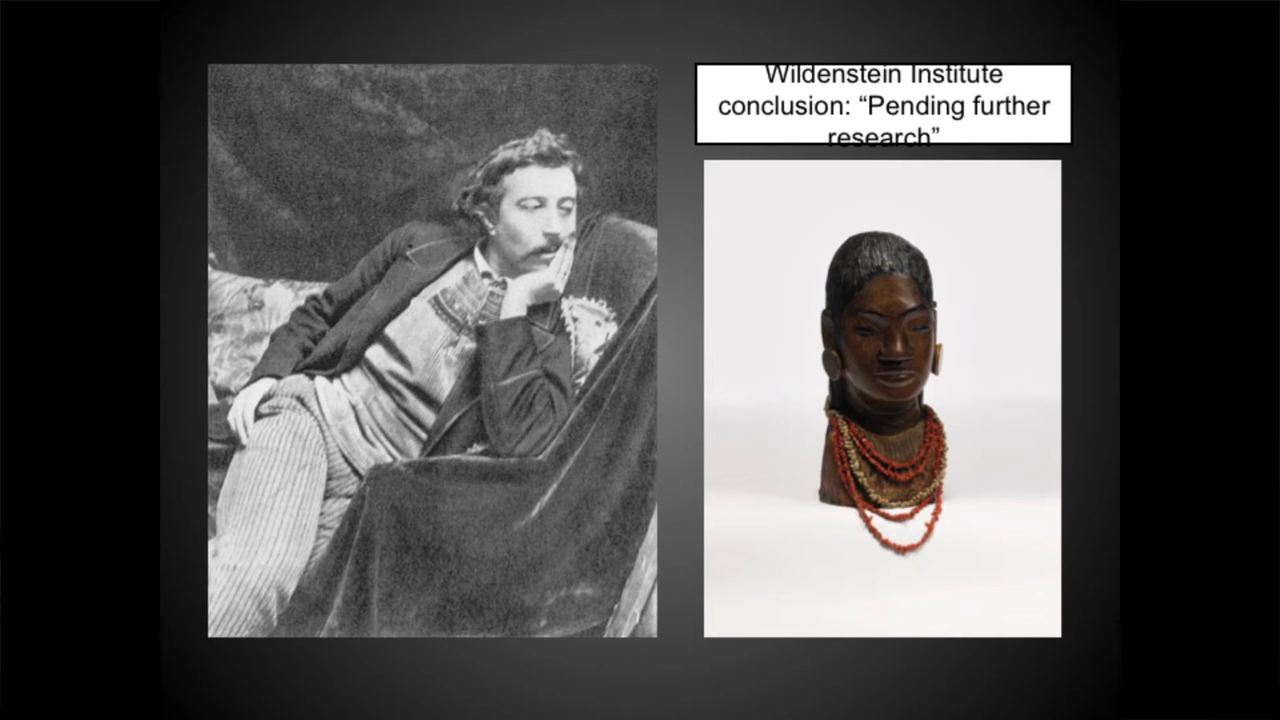 Wildenstein Institute
conclusion: “Pending further
research”